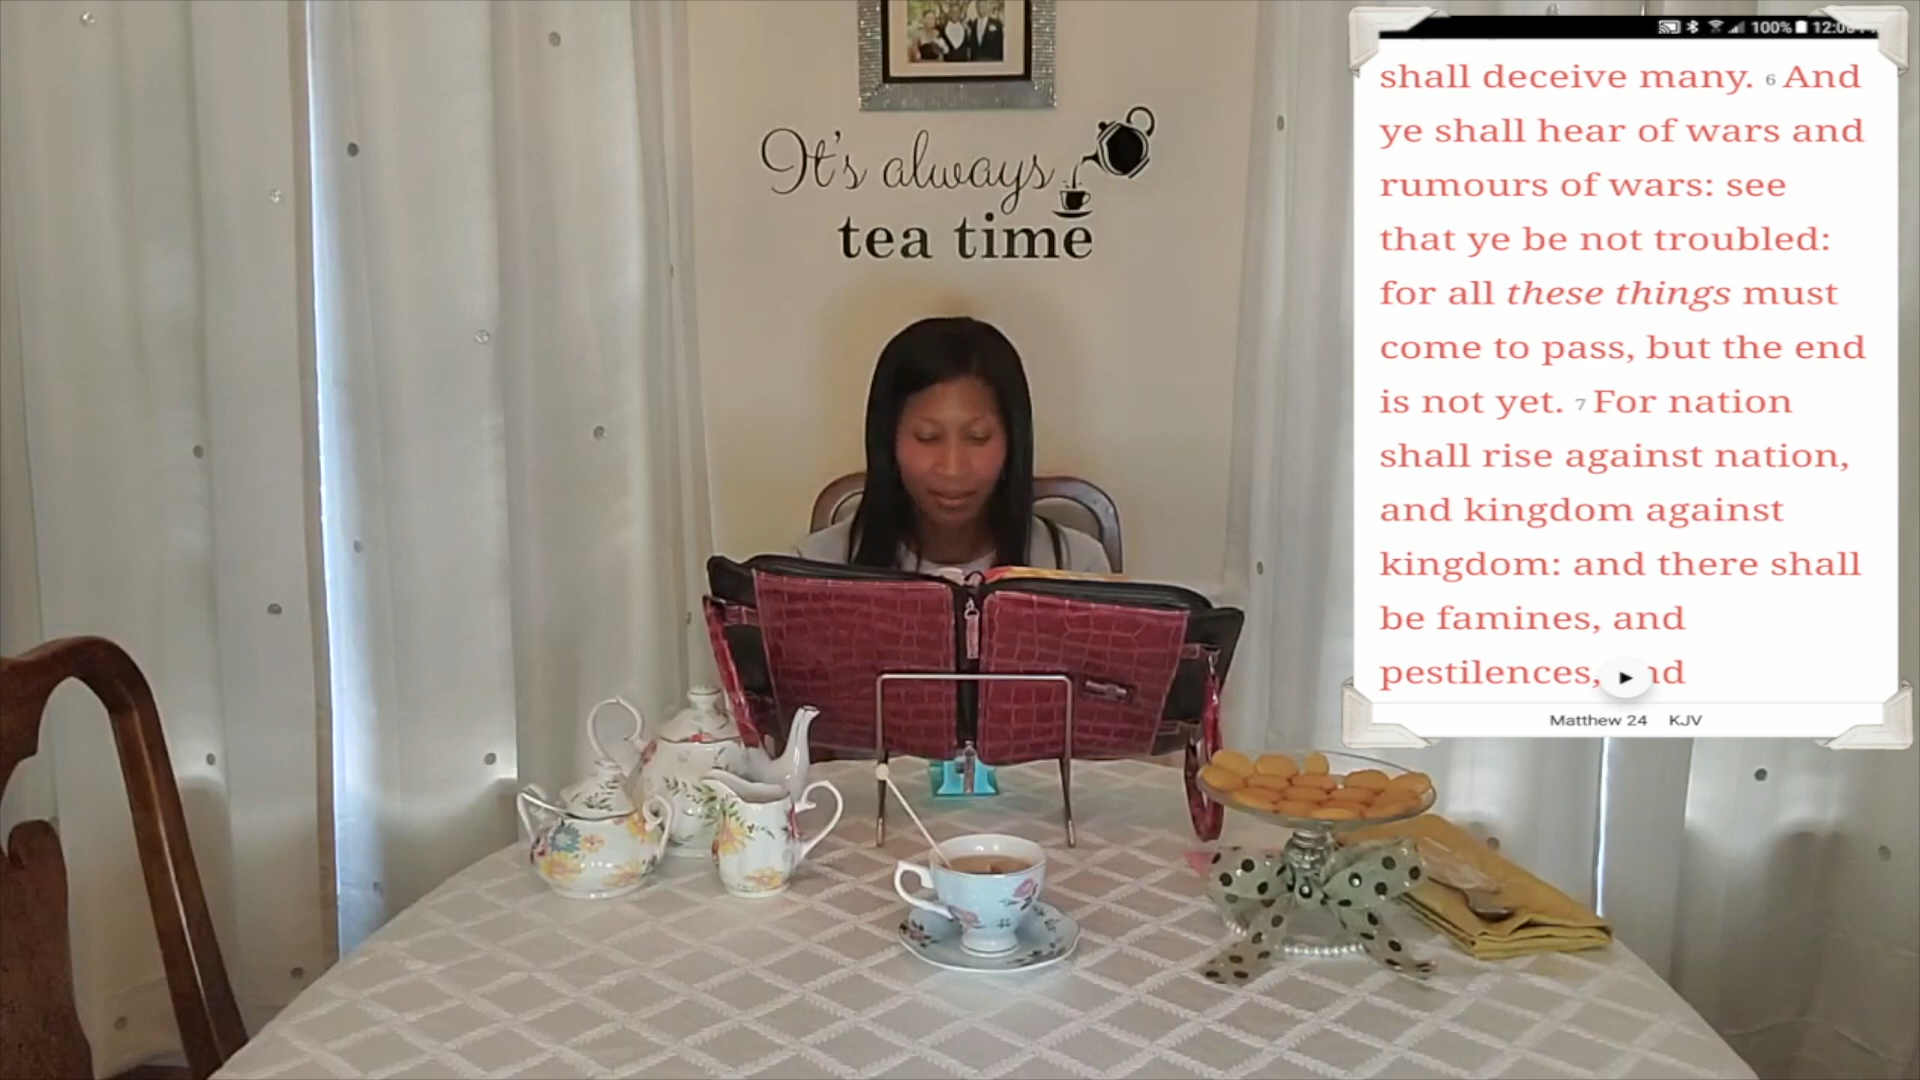 It's always
tea time
100% 12:0
shall deceive many. 6 And
ye shall hear of wars and
rumours of wars: see
that ye be not troubled:
for all these things must
come to pass, but the end
is not yet. 7 For nation
shall rise against nation,
and kingdom against
kingdom: and there shall
be famines, and
pestilences, and
Matthew 24 KJV